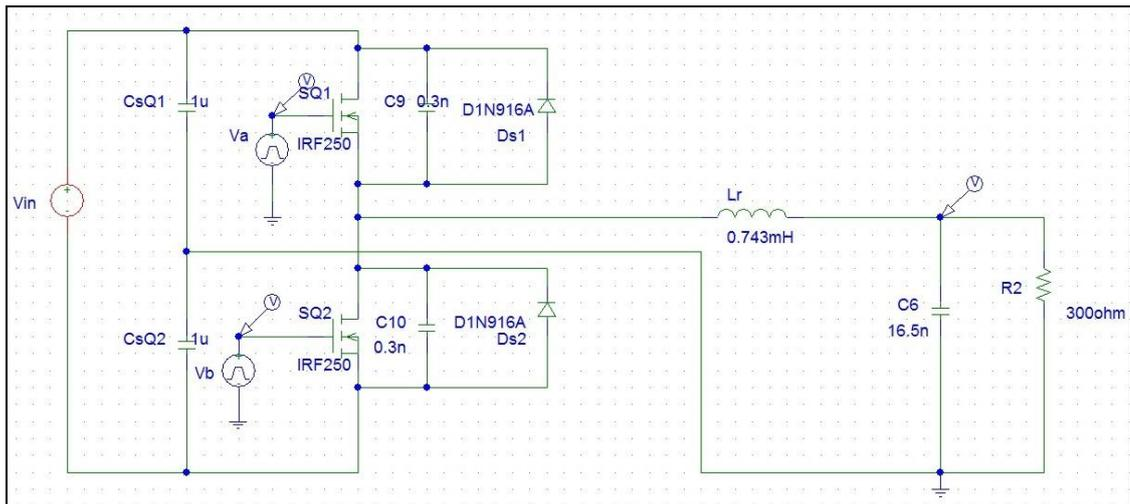 Vin
+
-
CsQ1
1u
Va
+
-
V
SQ1
IRF250
C9 0.3n
D1N916A
Ds1
CsQ2
1u
Vb
+
-
V
SQ2
IRF250
C10
0.3n
D1N916A
Ds2
Lr
0.743mH
V
C6
16.5n
R2
300ohm